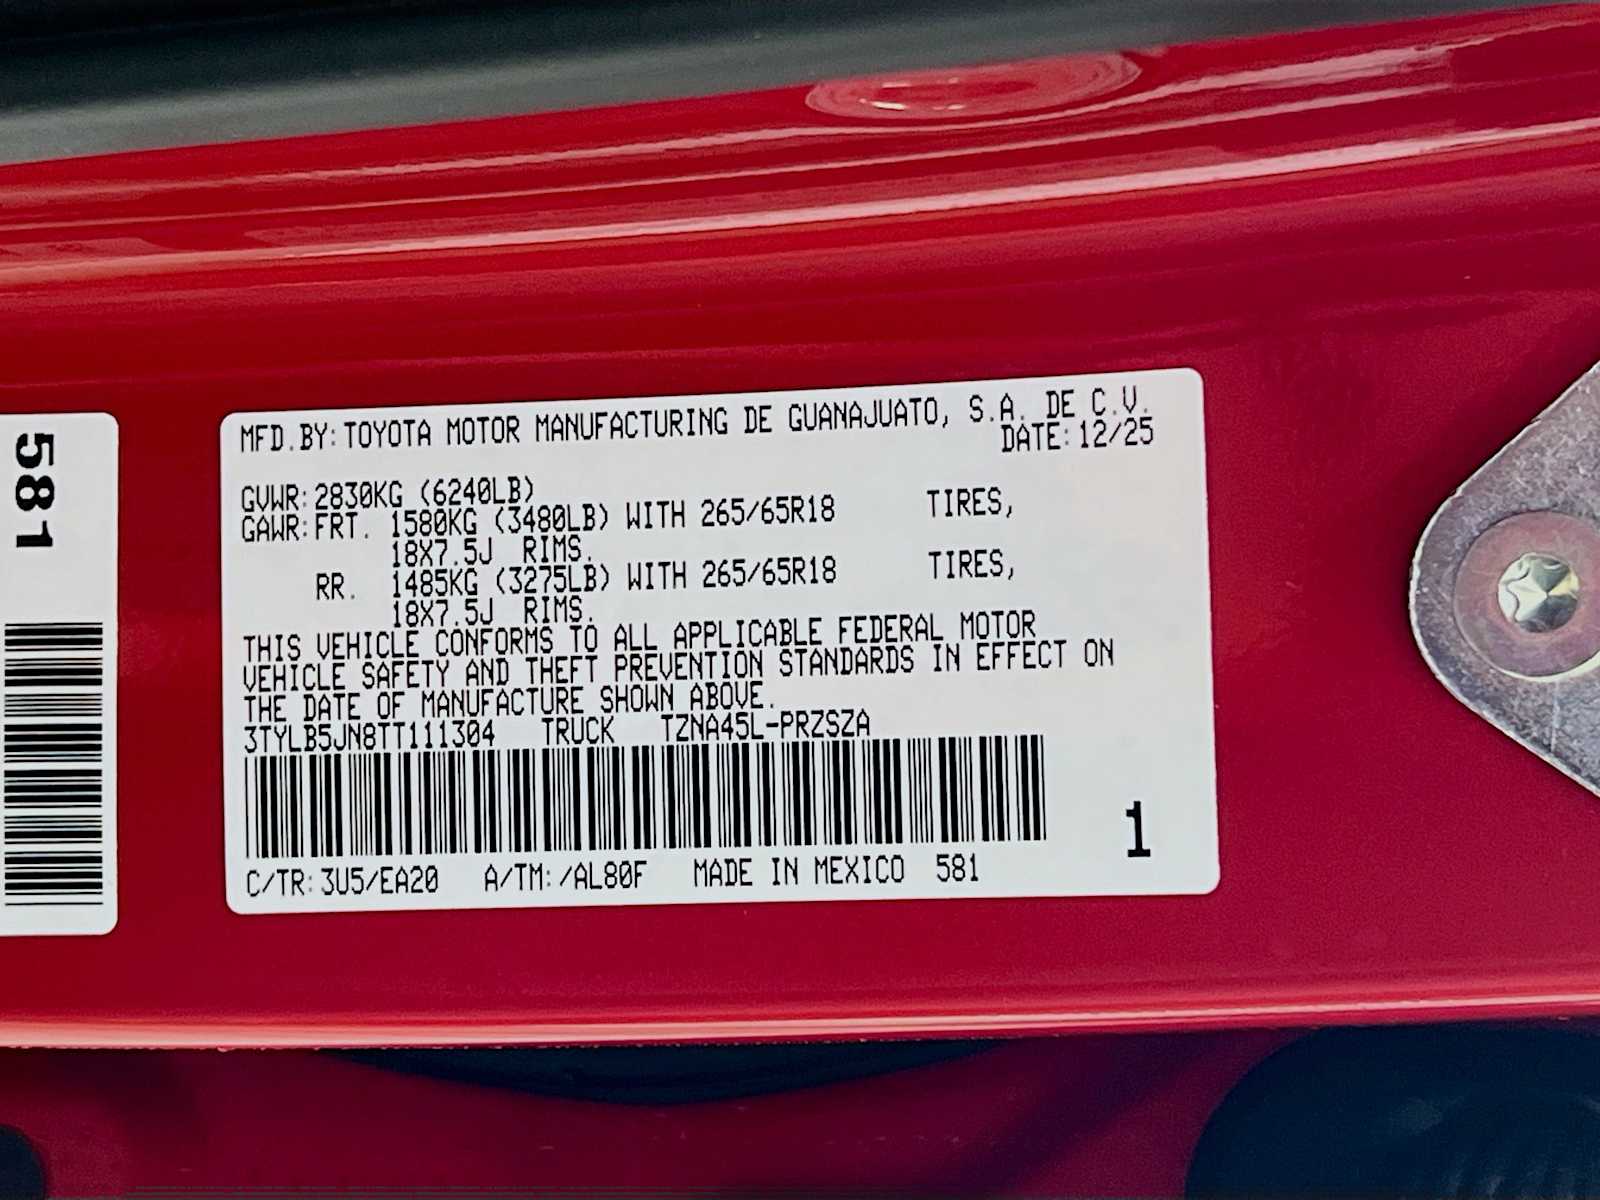 581
MFD.BY:TOYOTA MOTOR MANUFACTURING DE GUANAJUATO, S.A. DE C.V.
DATE:12/25
GVWR:2830KG (6240LB)
GAWR:FRT. 1580KG (3480LB) WITH 265/65R18 TIRES,
18X7.5J RIMS.
RR. 1485KG (3275LB) WITH 265/65R18 TIRES,
18X7.5J RIMS.
THIS VEHICLE CONFORMS TO ALL APPLICABLE FEDERAL MOTOR
VEHICLE SAFETY AND THEFT PREVENTION STANDARDS IN EFFECT ON
THE DATE OF MANUFACTURE SHOWN ABOVE.
3TYLB5JN8TT111304 TRUCK TZNA45L-PRZSZA
1
C/TR:3U5/EA20 A/TM:/AL80F MADE IN MEXICO 581